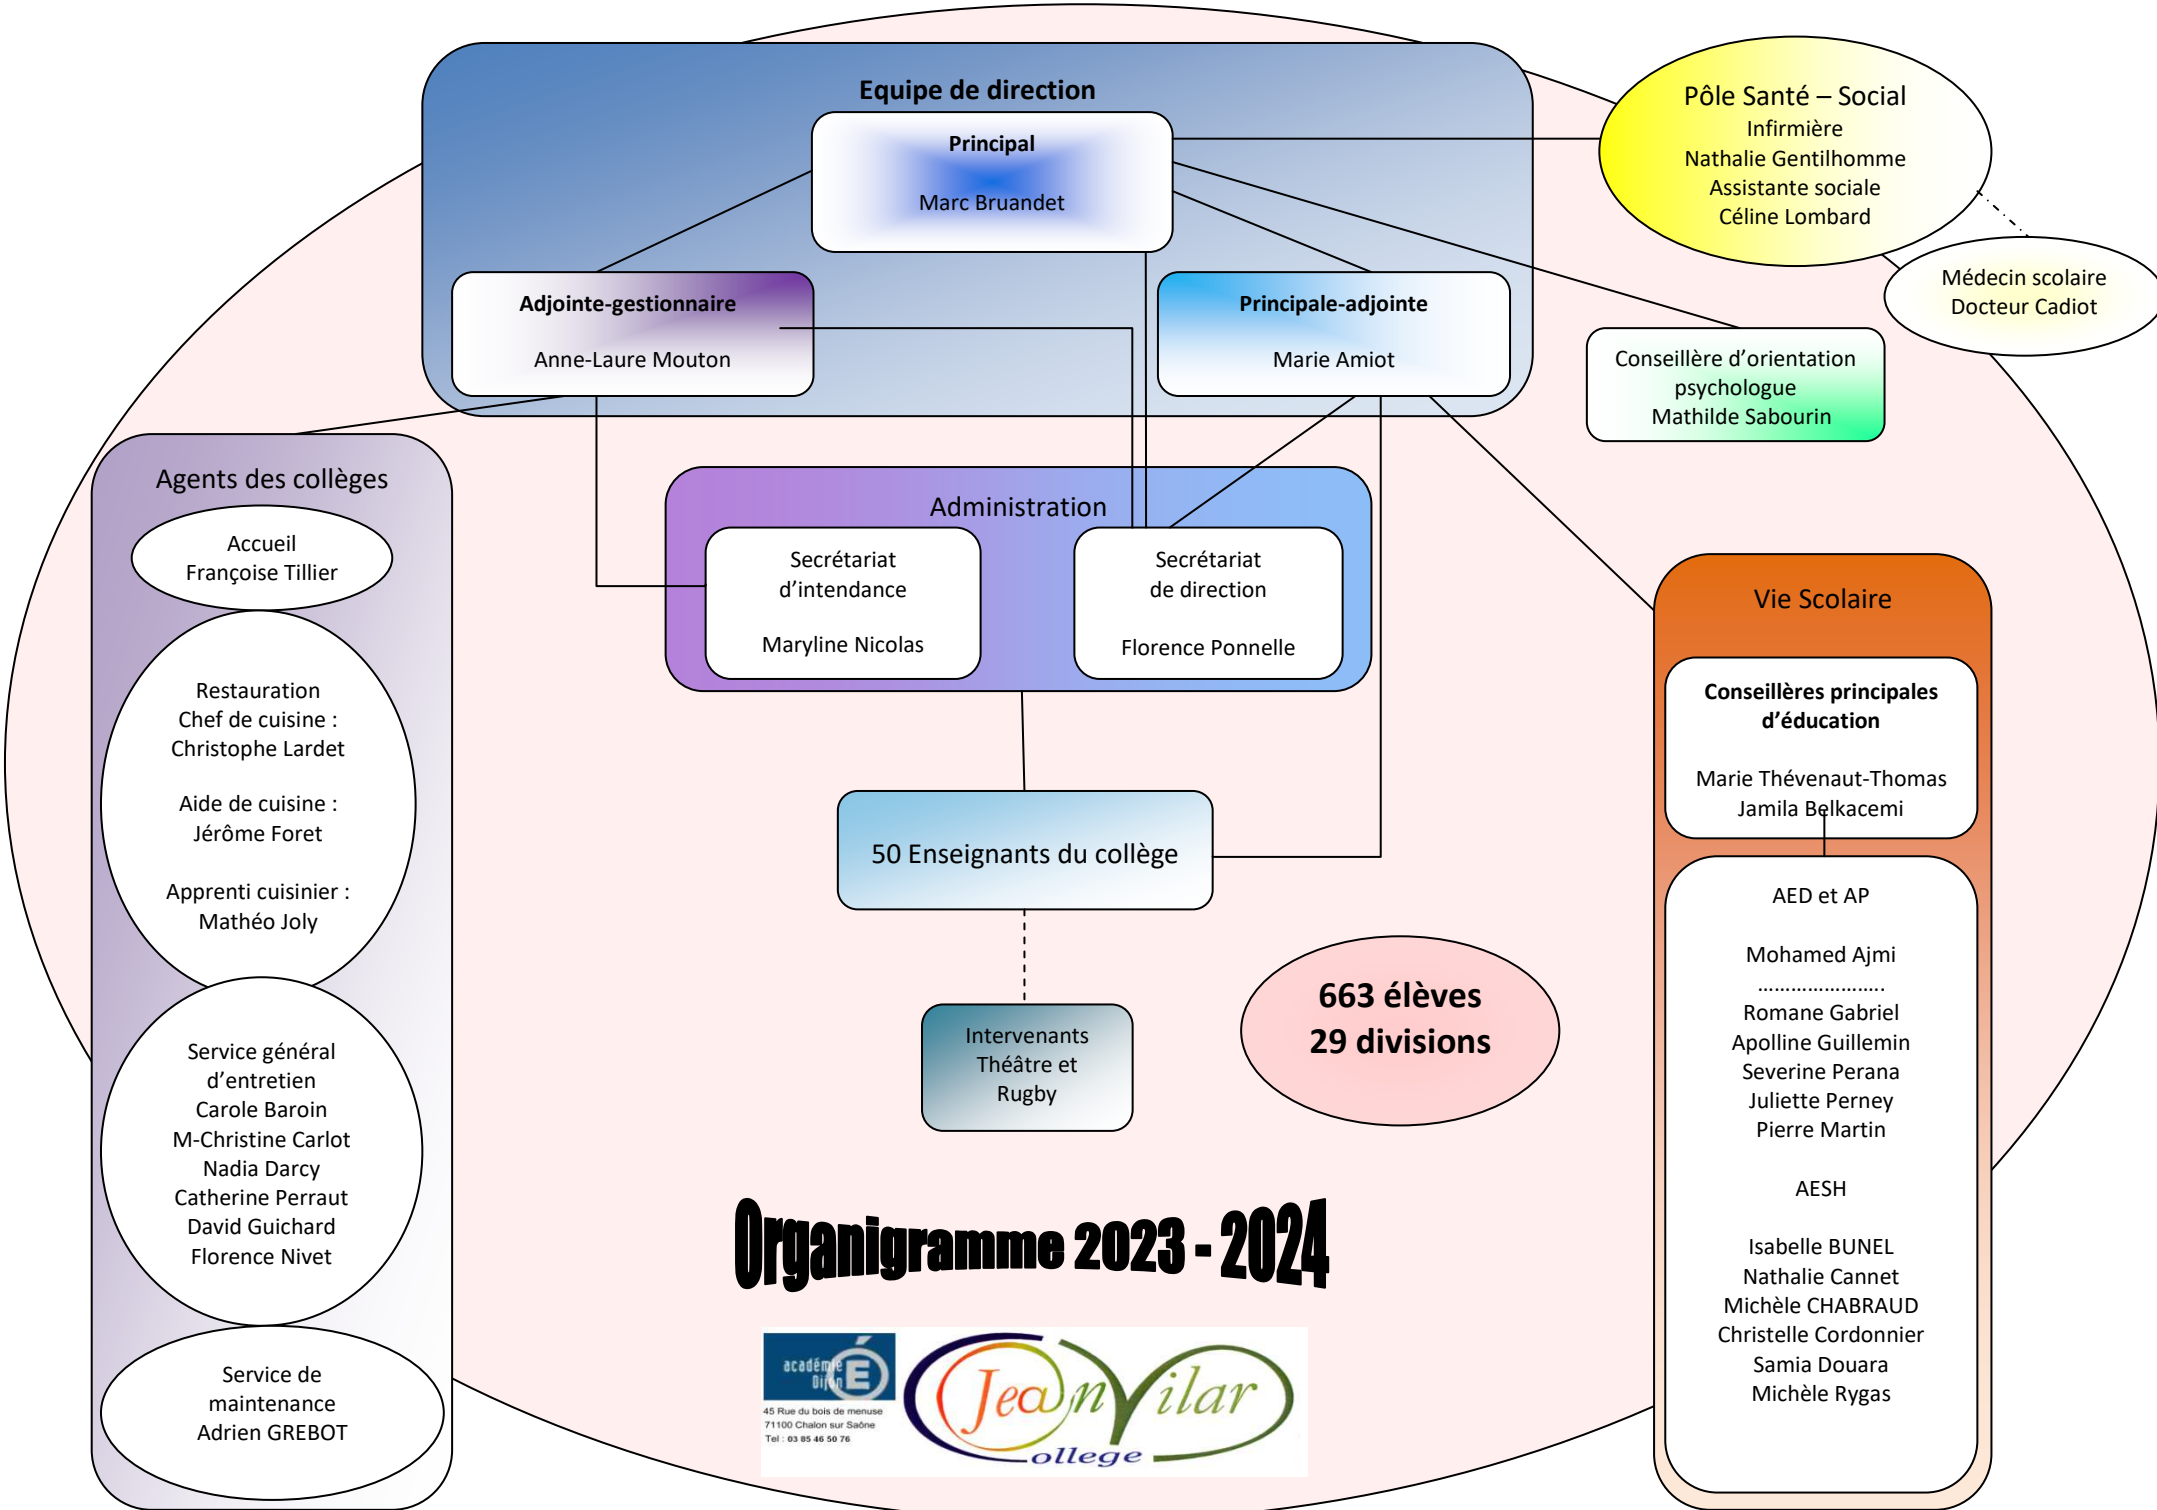 Equipe de direction
Principal
Marc Bruandet
Adjointe-gestionnaire
Anne-Laure Mouton
Principale-adjointe
Marie Amiot
Pôle Santé – Social
Infirmière
Nathalie Gentilhomme
Assistante sociale
Céline Lombard
Médecin scolaire
Docteur Cadiot
Conseillère d’orientation
psychologue
Mathilde Sabourin
Agents des collèges
Accueil
Françoise Tillier
Restauration
Chef de cuisine :
Christophe Lardet
Aide de cuisine :
Jérôme Foret
Apprenti cuisinier :
Mathéo Joly
Service général
d’entretien
Carole Baroin
M-Christine Carlot
Nadia Darcy
Catherine Perraut
David Guichard
Florence Nivet
Service de
maintenance
Adrien GREBOT
Administration
Secrétariat
d’intendance
Maryline Nicolas
Secrétariat
de direction
Florence Ponnelle
50 Enseignants du collège
Intervenants
Théâtre et
Rugby
663 élèves
29 divisions
Vie Scolaire
Conseillères principales
d’éducation
Marie Thévenaut-Thomas
Jamila Belkacemi
AED et AP
Mohamed Ajmi
…………………..
Romane Gabriel
Apolline Guillemin
Severine Perana
Juliette Perney
Pierre Martin
AESH
Isabelle BUNEL
Nathalie Cannet
Michèle CHABRAUD
Christelle Cordonnier
Samia Douara
Michèle Rygas
Organigramme 2023 - 2024
académie
Dijon
45 Rue du bois de menuse
71100 Chalon sur Saône
Tel : 03 85 46 50 76
Jean Vilar
College